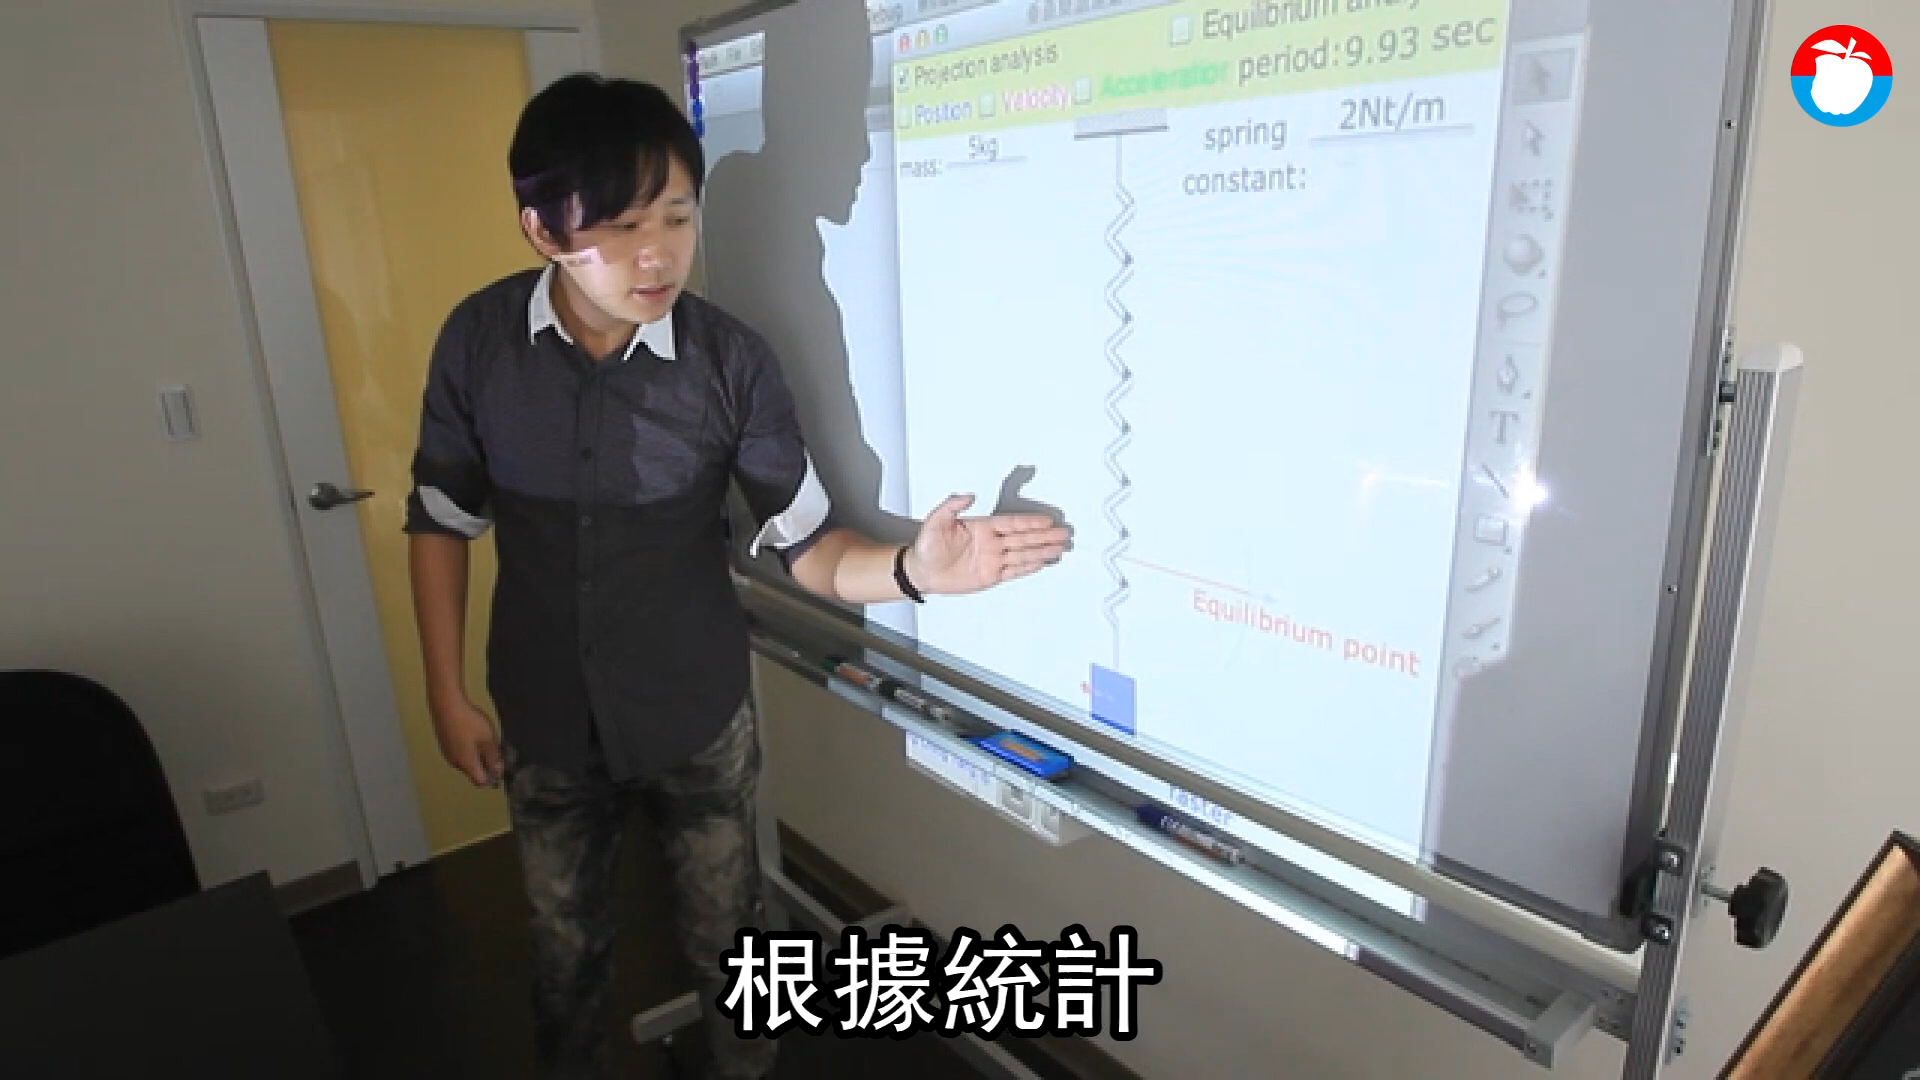 Equilibrium
Projection analysis
period:9.93 sec
Position
Velocity
Acceleration
mass: 5kg
spring
constant:
2Nt/m
T
Equilibrium point
faster
根據統計